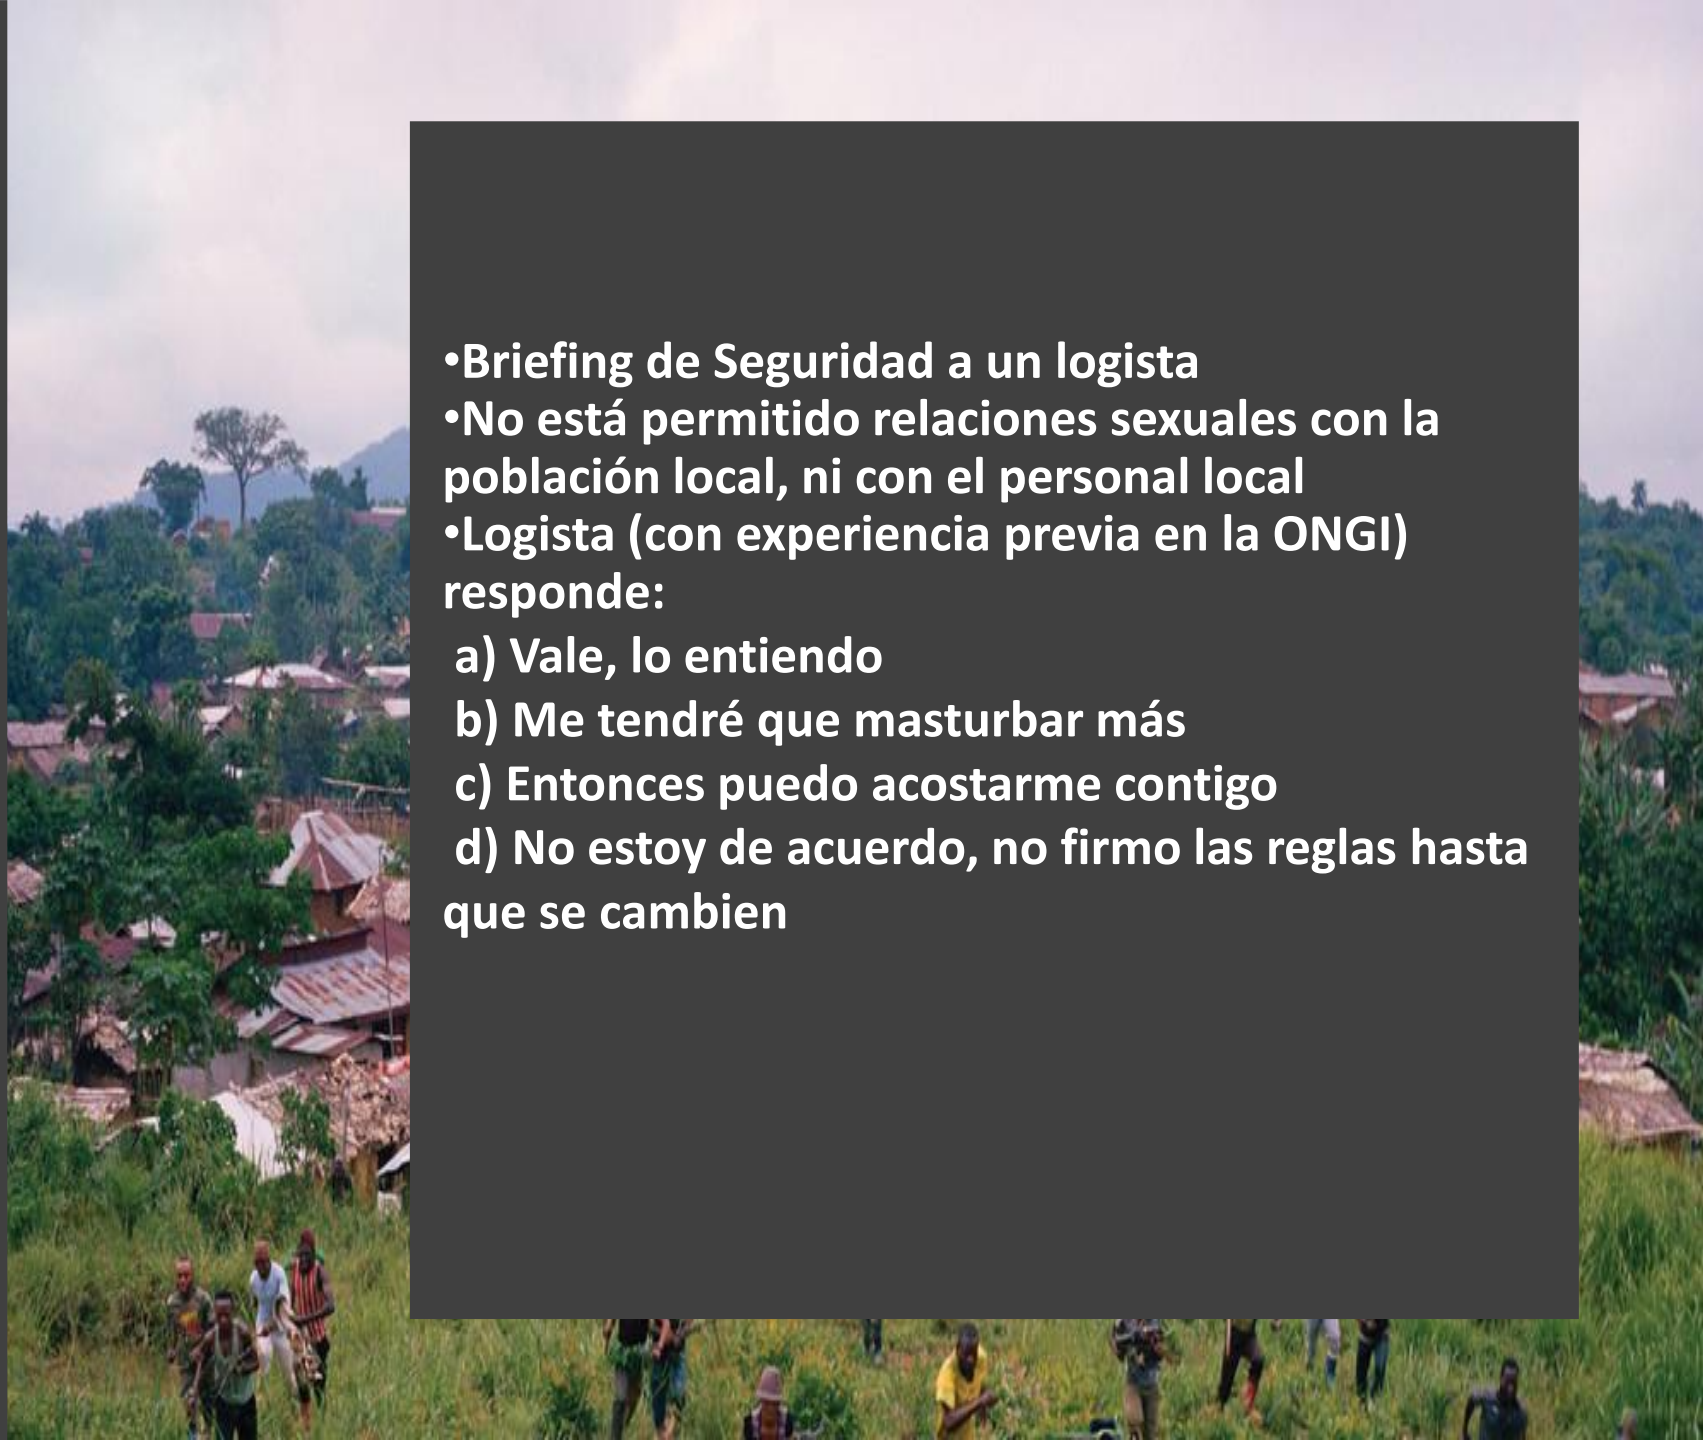 •Briefing de Seguridad a un logista
•No está permitido relaciones sexuales con la
población local, ni con el personal local
•Logista (con experiencia previa en la ONGI)
responde:
a) Vale, lo entiendo
b) Me tendré que masturbar más
c) Entonces puedo acostarme contigo
d) No estoy de acuerdo, no firmo las reglas hasta
que se cambien